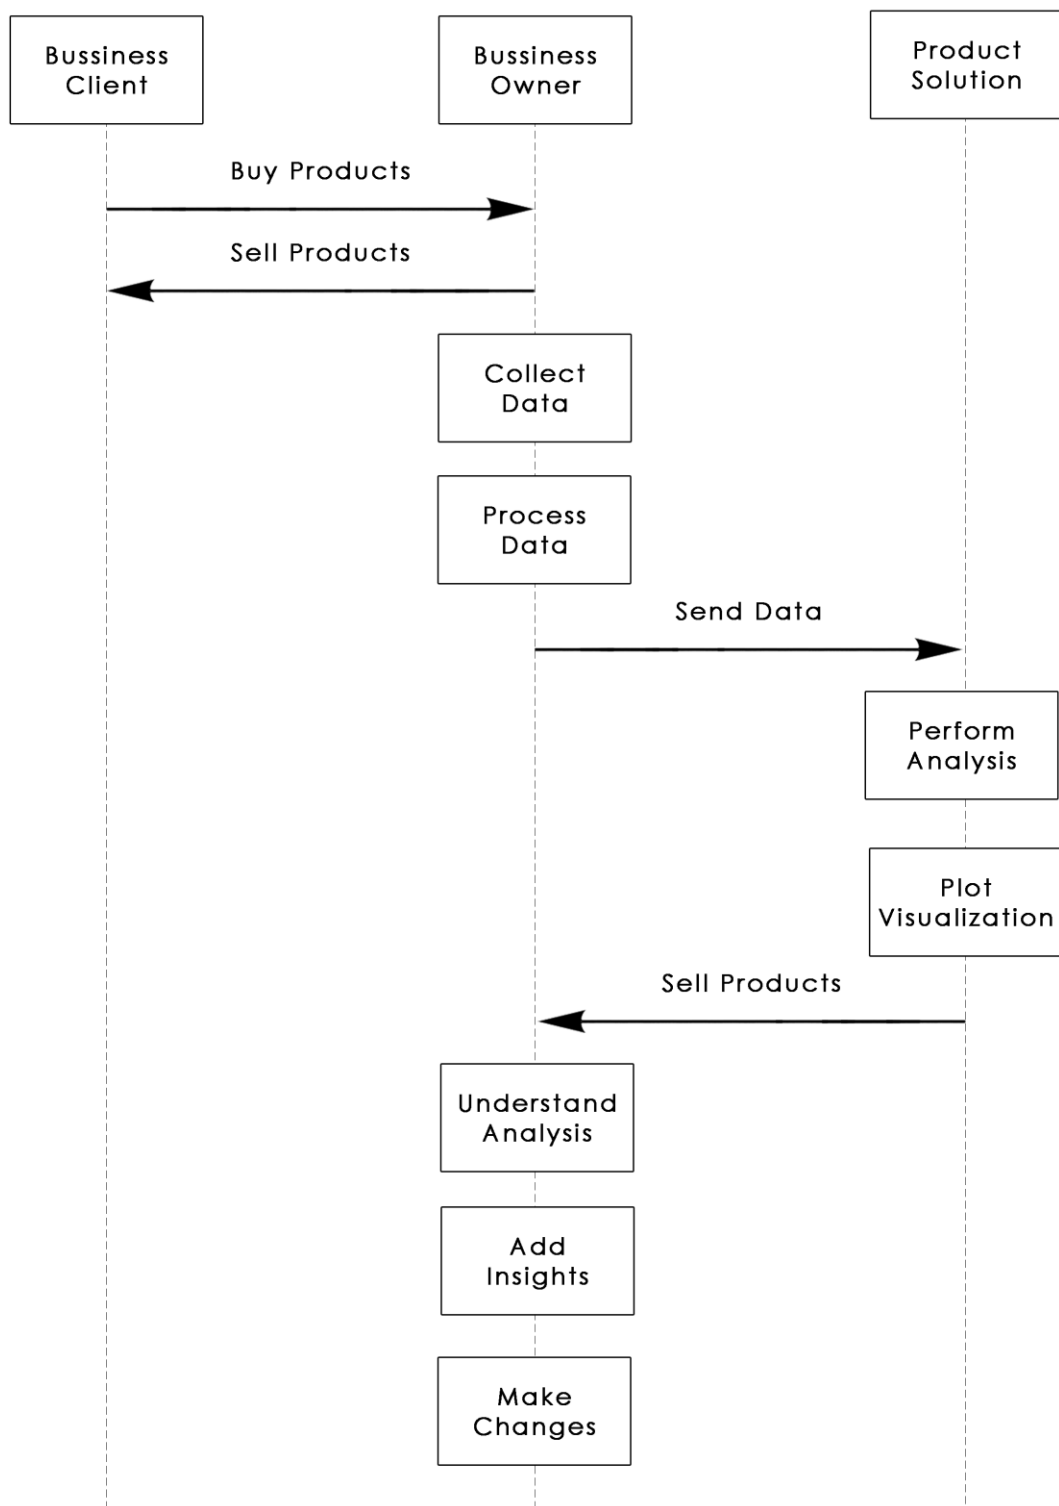 Bussiness
Client
Bussiness
Owner
Product
Solution
Buy Products
Sell Products
Collect
Data
Process
Data
Send Data
Perform
Analysis
Plot
Visualization
Sell Products
Understand
Analysis
Add
Insights
Make
Changes